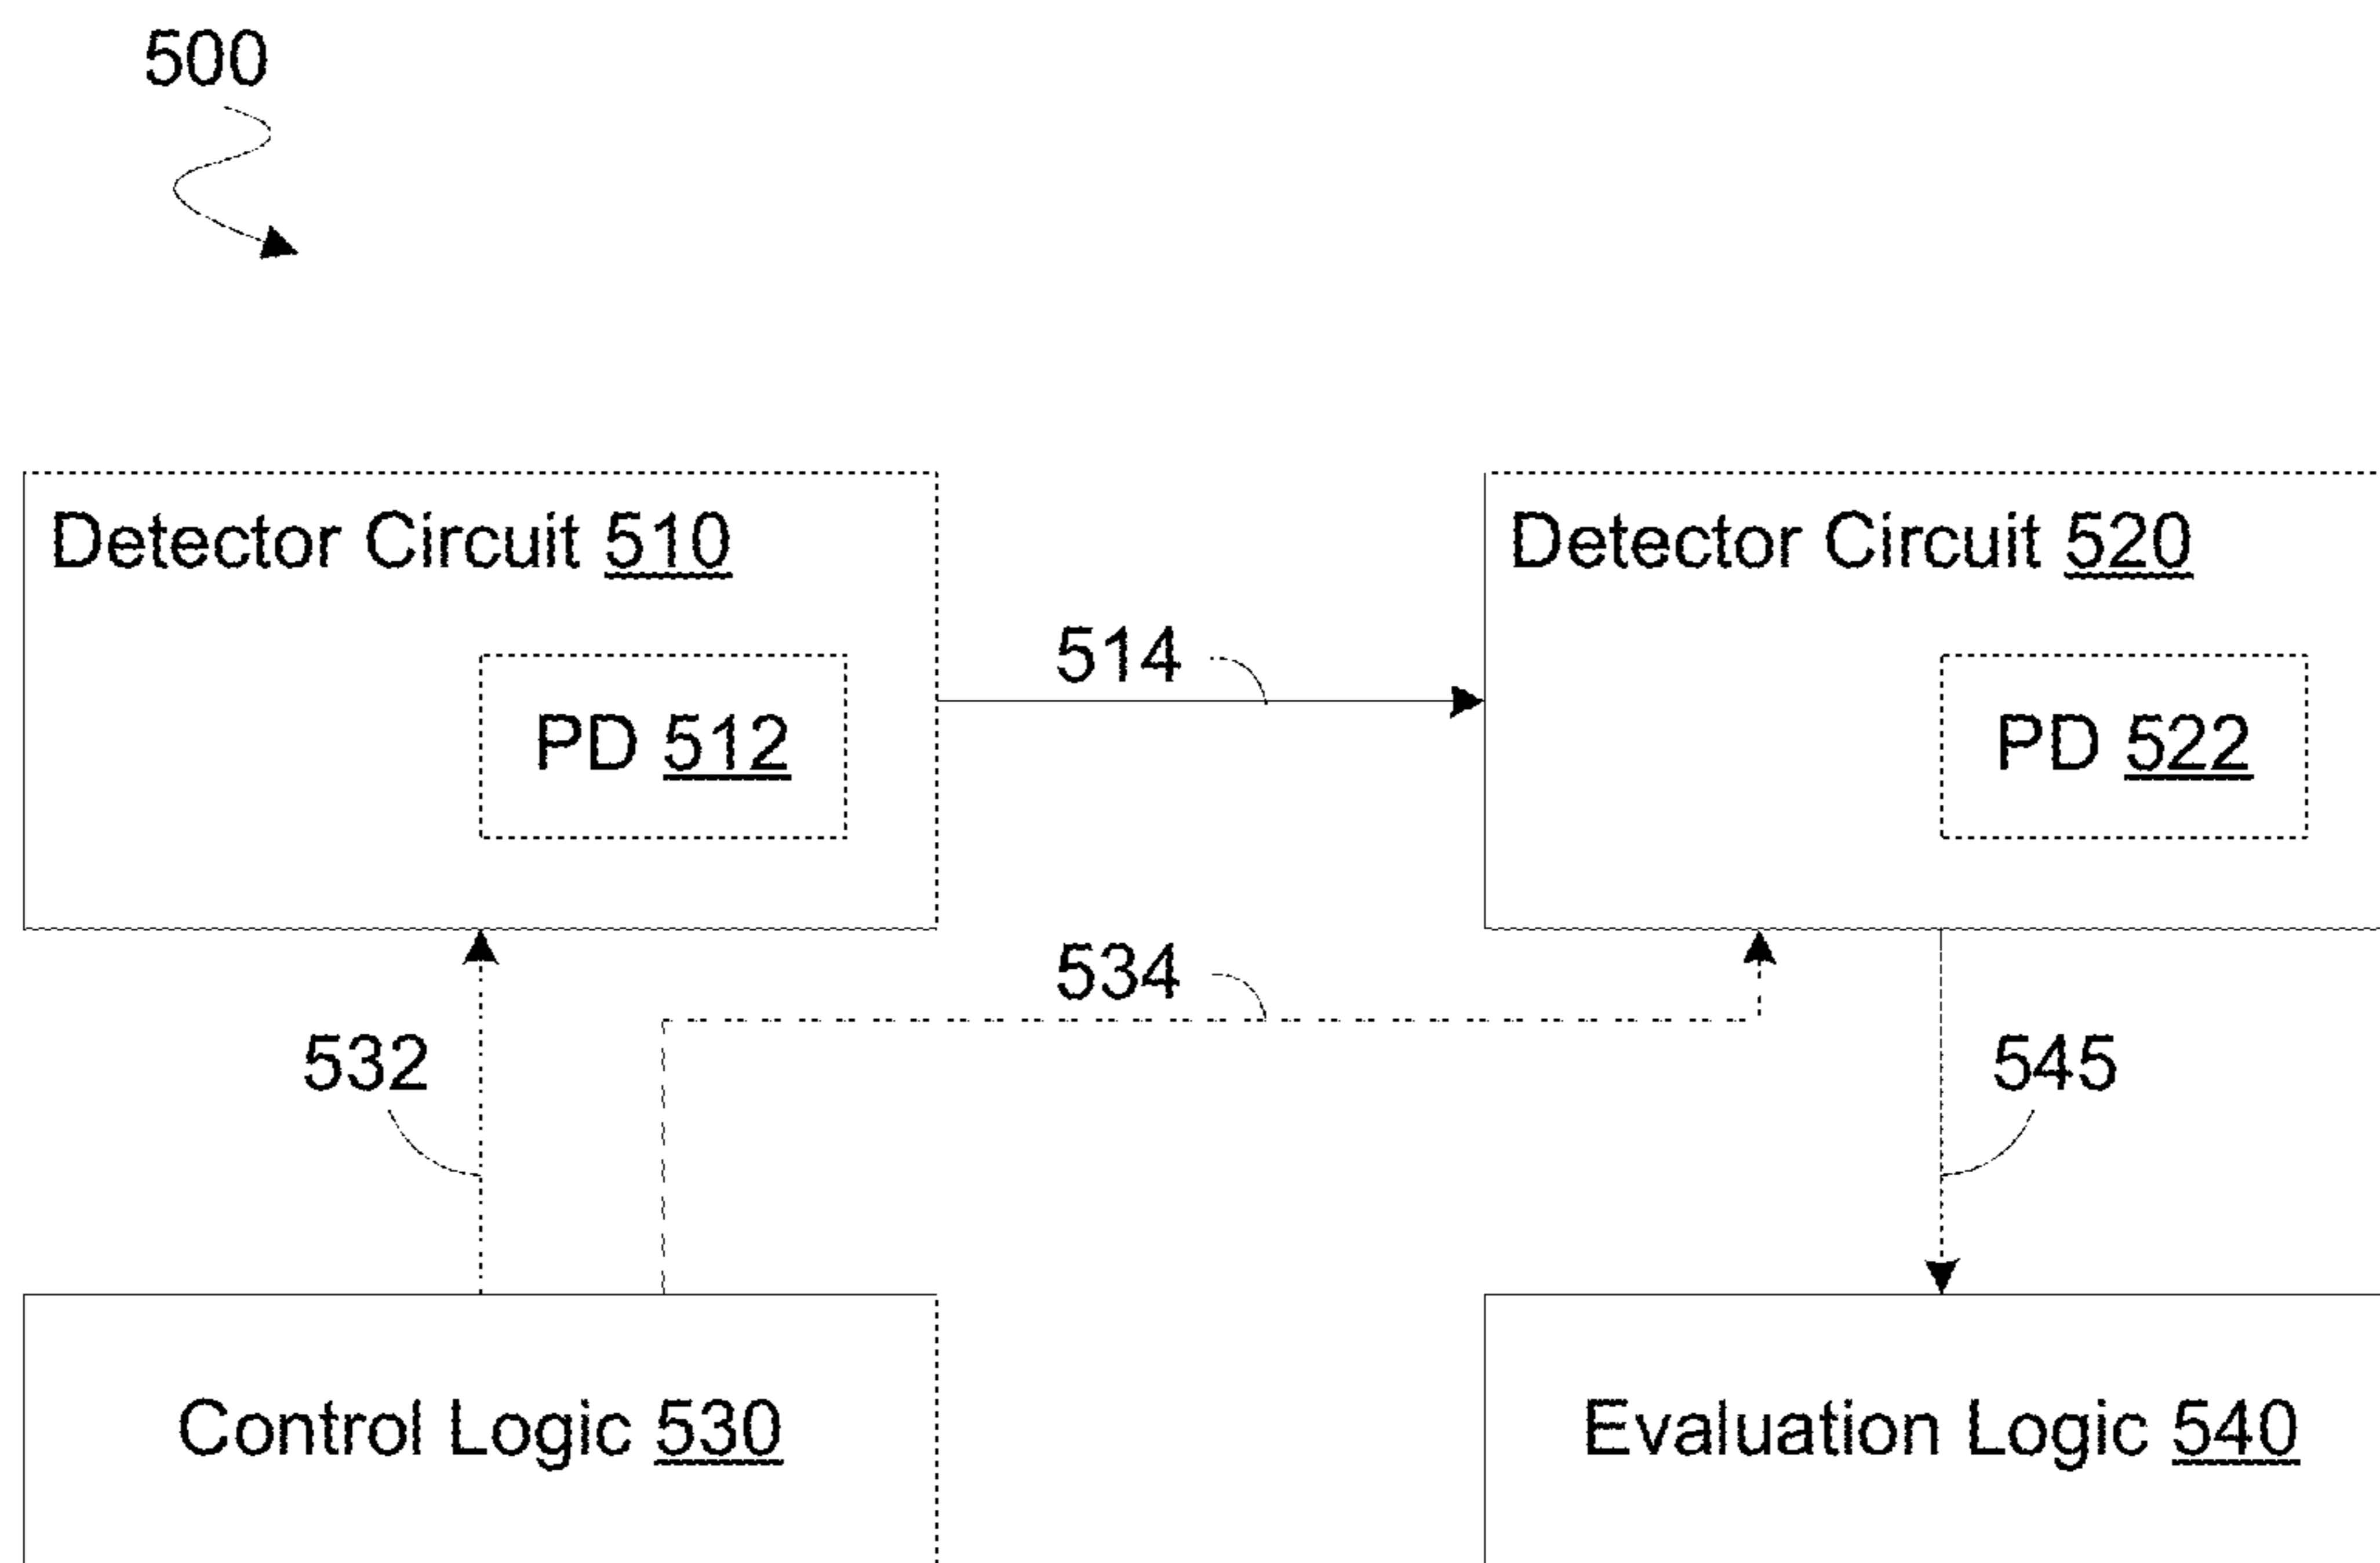 500
Detector Circuit 510
Detector Circuit 520
514
PD 512
PD 522
534
532
545
Control Logic 530
Evaluation Logic 540